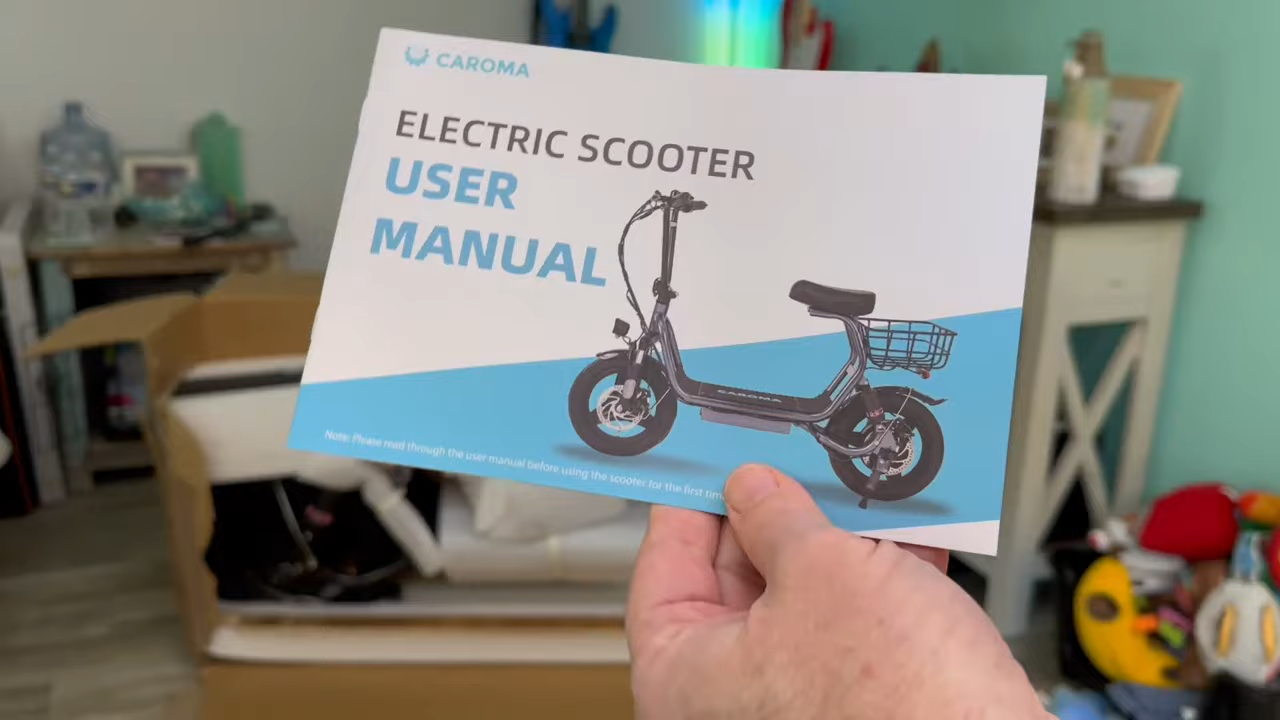 CAROMA
ELECTRIC SCOOTER
USER
MANUAL
CAROMA
Note: Please read through the user manual before using the scooter for the first